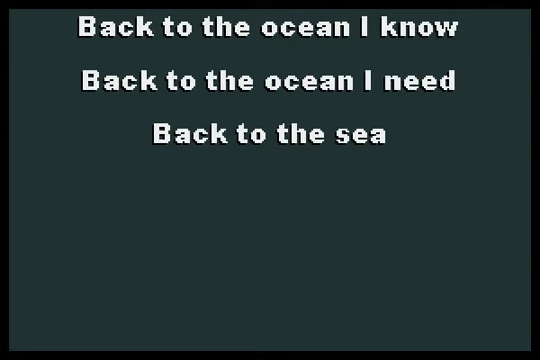 Back to the ocean I know
Back to the ocean I need
Back to the sea